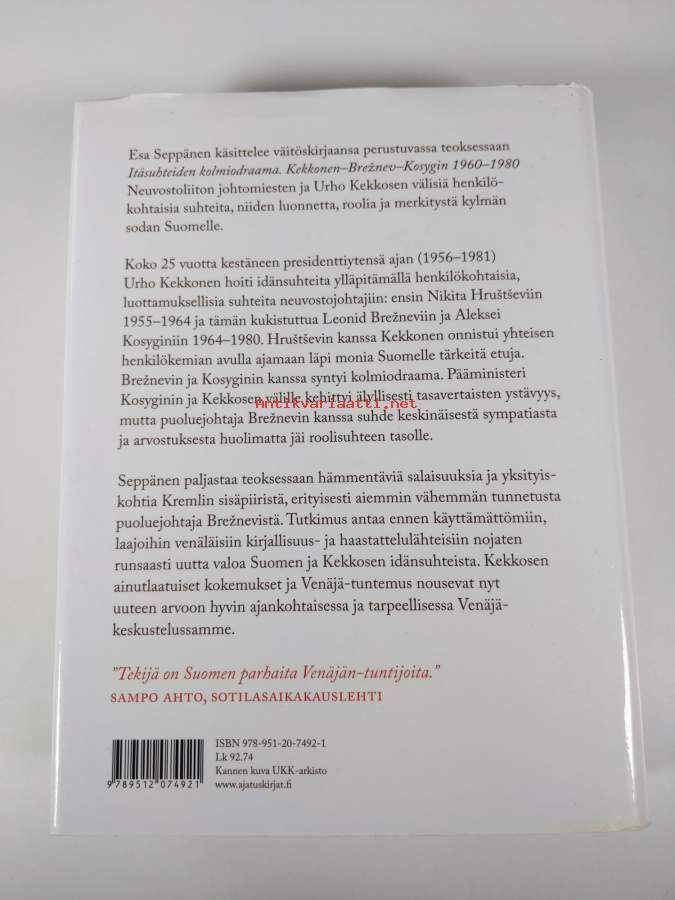 Esa Seppänen käsittelee väitöskirjaansa perustuvassa teoksessaan
Itäsuhteiden kolmiodraama. Kekkonen–Brežnev–Kosygin 1960–1980
Neuvostoliiton johtomiesten ja Urho Kekkosen välisiä henkilö-
kohtaisia suhteita, niiden luonnetta, roolia ja merkitystä kylmän
sodan Suomelle.
Koko 25 vuotta kestäneen presidenttiytensä ajan (1956–1981)
Urho Kekkonen hoiti idänsuhteita ylläpitämällä henkilökohtaisia,
luottamuksellisia suhteita neuvostojohtajiin: ensin Nikita Hruštševiin
1955–1964 ja tämän kukistuttua Leonid Brežneviin ja Aleksei
Kosyginiin 1964–1980. Hruštševin kanssa Kekkonen onnistui yhteisen
henkilökemian avulla ajamaan läpi monia Suomelle tärkeitä etuja.
Brežnevin ja Kosyginin kanssa syntyi kolmiodraama. Pääministeri
Kosyginin ja Kekkosen välille kehittyi älyllisesti tasavertaisten ystävyys,
Antikvariaatti.net
mutta puoluejohtaja Brežnevin kanssa suhde keskinäisestä sympatiasta
ja arvostuksesta huolimatta jäi roolisuhteen tasolle.
Seppänen paljastaa teoksessaan hämmentäviä salaisuuksia ja yksityis-
kohtia Kremlin sisäpiiristä, erityisesti aiemmin vähemmän tunnetusta
puoluejohtaja Brežnevistä. Tutkimus antaa ennen käyttämättömiin,
laajoihin venäläisiin kirjallisuus- ja haastattelulähteisiin nojaten
runsaasti uutta valoa Suomen ja Kekkosen idänsuhteista. Kekkosen
ainutlaatuiset kokemukset ja Venäjä-tuntemus nousevat nyt
uuteen arvoon hyvin ajankohtaisessa ja tarpeellisessa Venäjä-
keskustelussamme.
”Tekijä on Suomen parhaita Venäjän-tuntijoita.”
SAMPO AHTO, SOTILASAIKAKAUSLEHTI
ISBN 978-951-20-7492-1
Lk 92.74
Kannen kuva UKK-arkisto
www.ajatuskirjat.fi
9 789512 074921